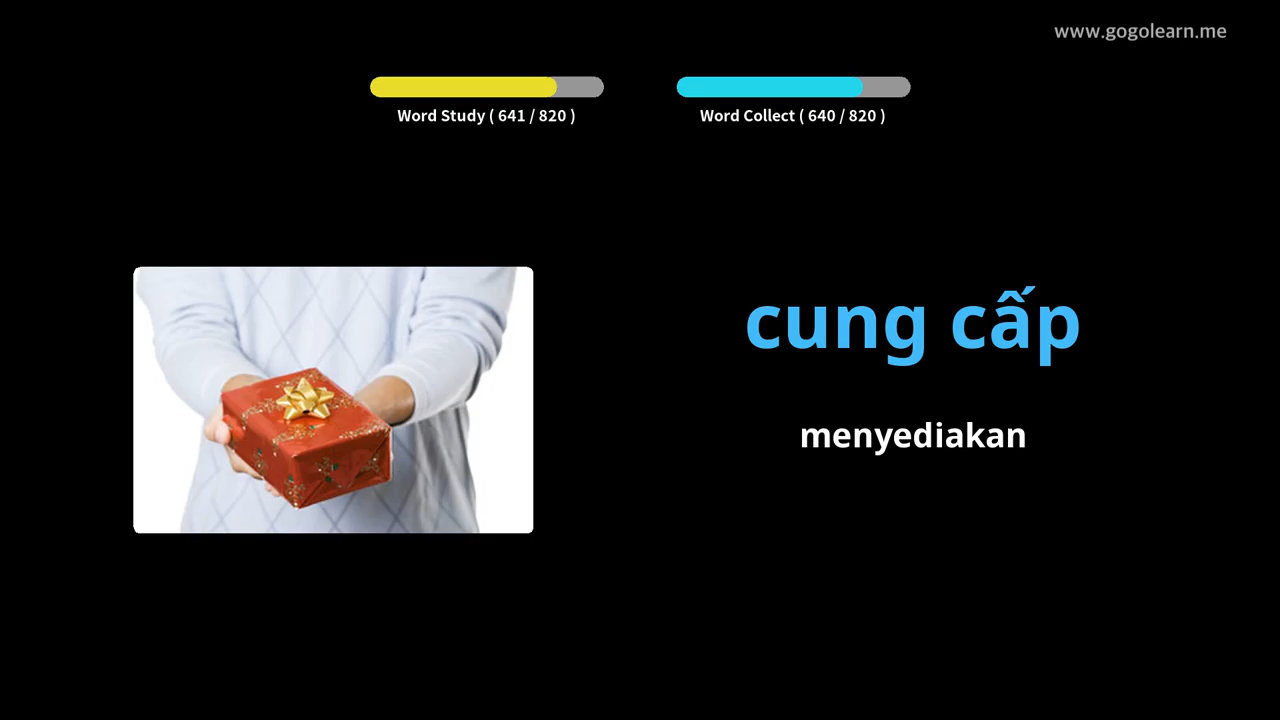 www.gogolearn.me
Word Study ( 641 / 820 )
Word Collect ( 640 / 820 )
cung cấp
menyediakan